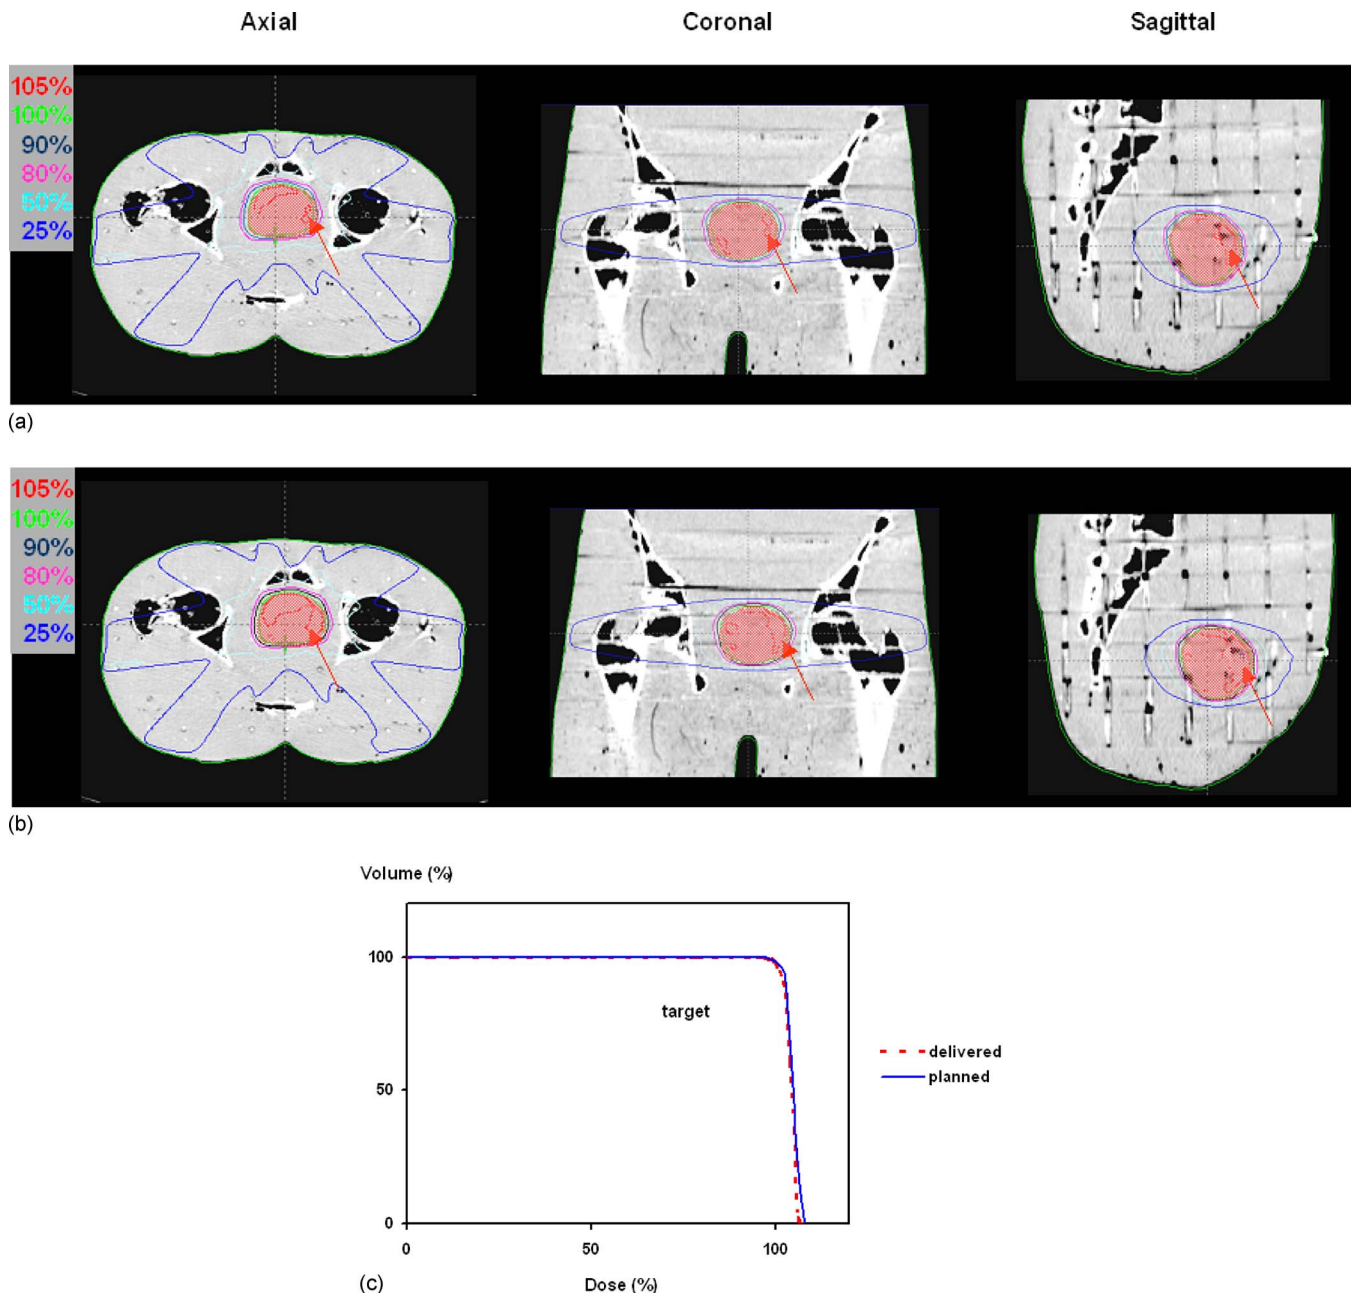 Axial Coronal Sagittal
105%
100%
90%
80%
50%
25%
(a)
105%
100%
90%
80%
50%
25%
(b)
Volume (%)
100
target
delivered
planned
50
0
0 50 100
(c) Dose (%)